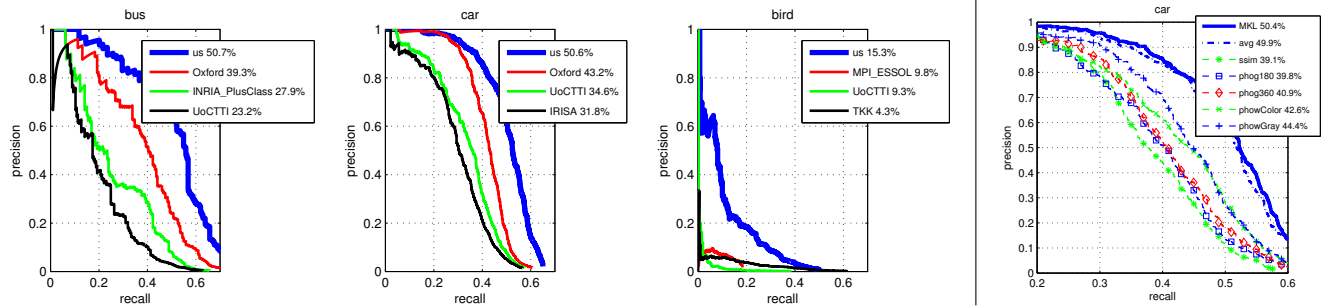 bus
precision
1
0.8
0.6
0.4
0.2
0
0 0.2 0.4 0.6
recall
us 50.7%
Oxford 39.3%
INRIA_PlusClass 27.9%
UoCTTI 23.2%
car
precision
1
0.8
0.6
0.4
0.2
0
0 0.2 0.4 0.6
recall
us 50.6%
Oxford 43.2%
UoCTTI 34.6%
IRISA 31.8%
bird
precision
1
0.8
0.6
0.4
0.2
0
0 0.2 0.4 0.6
recall
us 15.3%
MPI_ESSOL 9.8%
UoCTTI 9.3%
TKK 4.3%
car
precision
1
0.9
0.8
0.7
0.6
0.5
0.4
0.3
0.2
0.1
0
0.2 0.3 0.4 0.5 0.6
recall
MKL 50.4%
avg 49.9%
ssim 39.1%
phog180 39.8%
phog360 40.9%
phowColor 42.6%
phowGray 44.4%